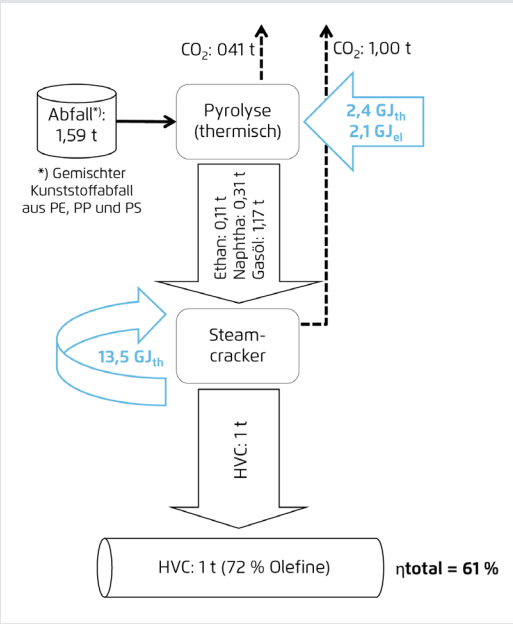 CO₂: 041 t
CO₂: 1,00 t
Abfall*):
1,59 t
Pyrolyse
(thermisch)
2,4 GJth
2,1 GJel
*) Gemischter
Kunststoffabfall
aus PE, PP und PS
Ethan: 0,11 t
Naphtha: 0,31 t
Gasöl: 1,17 t
Steam-
cracker
13,5 GJth
HVC: 1 t
HVC: 1 t (72 % Olefine)
ηtotal = 61 %